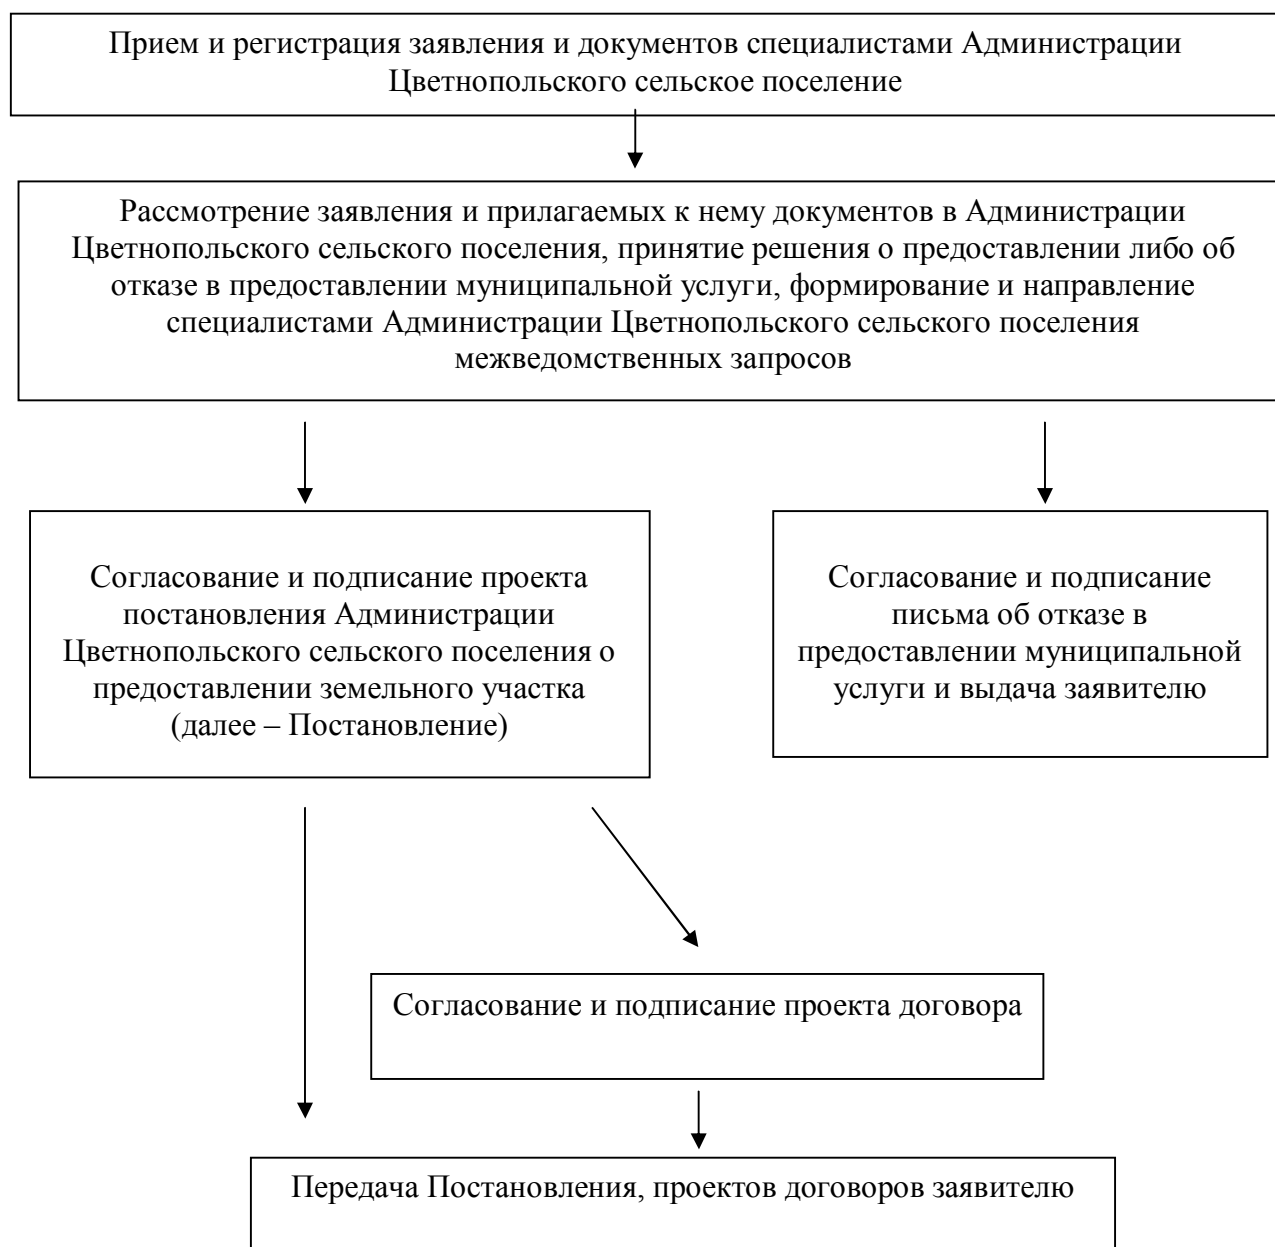 Прием и регистрация заявления и документов специалистами Администрации
Цветнопольского сельское поселение
Рассмотрение заявления и прилагаемых к нему документов в Администрации
Цветнопольского сельского поселения, принятие решения о предоставлении либо об
отказе в предоставлении муниципальной услуги, формирование и направление
специалистами Администрации Цветнопольского сельского поселения
межведомственных запросов
Согласование и подписание проекта
постановления Администрации
Цветнопольского сельского поселения о
предоставлении земельного участка
(далее – Постановление)
Согласование и подписание
письма об отказе в
предоставлении муниципальной
услуги и выдача заявителю
Согласование и подписание проекта договора
Передача Постановления, проектов договоров заявителю